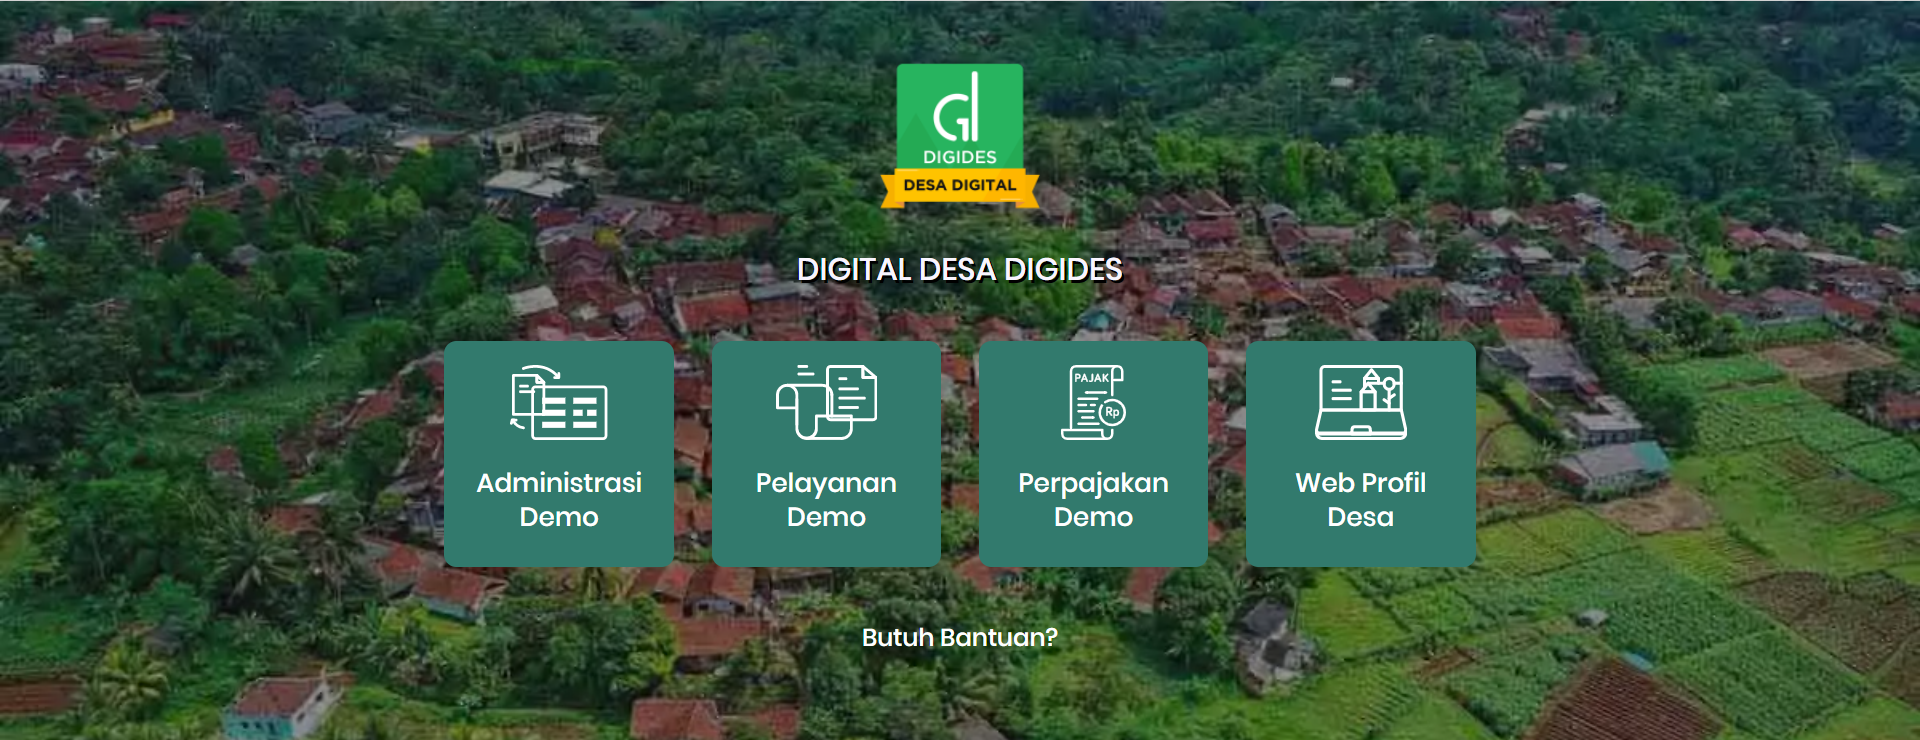 DIGIDES
DESA DIGITAL
DIGITAL DESA DIGIDES
PAJAK
Rp
Administrasi
Demo
Pelayanan
Demo
Perpajakan
Demo
Web Profil
Desa
Butuh Bantuan?